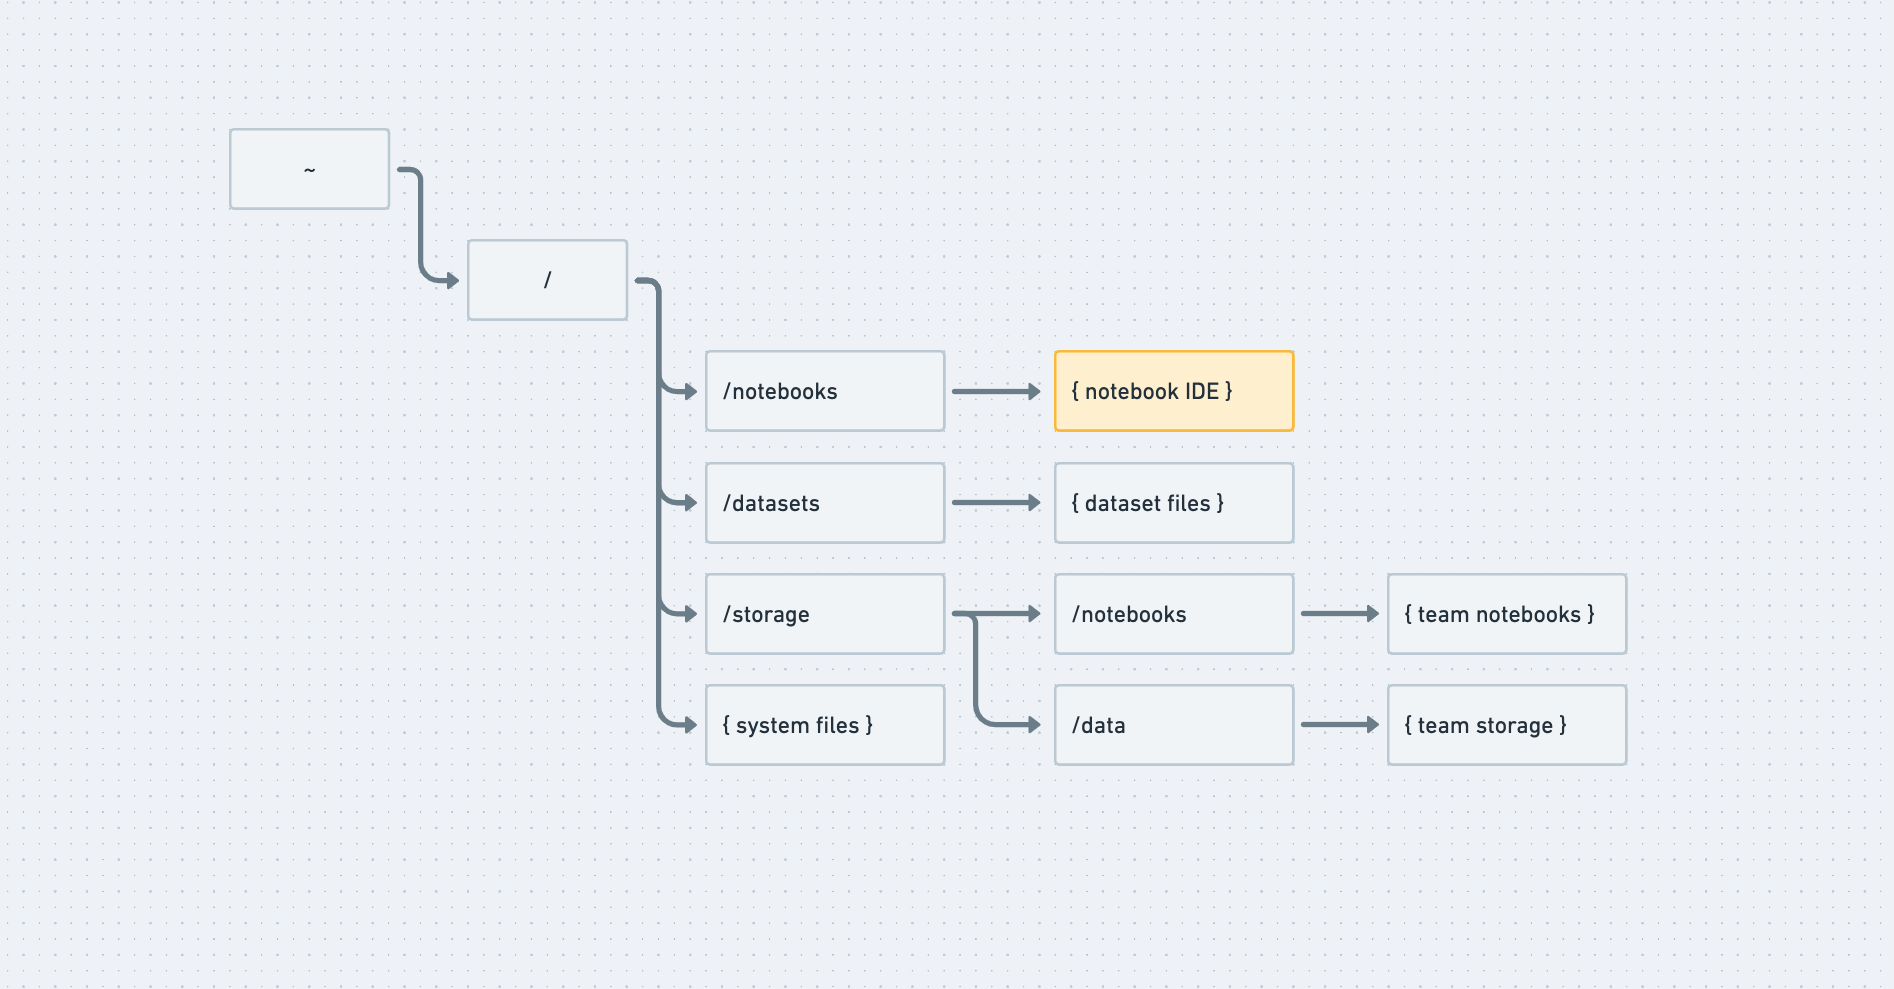 ~
/
/notebooks
{ notebook IDE }
/datasets
{ dataset files }
/storage
/notebooks
{ team notebooks }
{ system files }
/data
{ team storage }